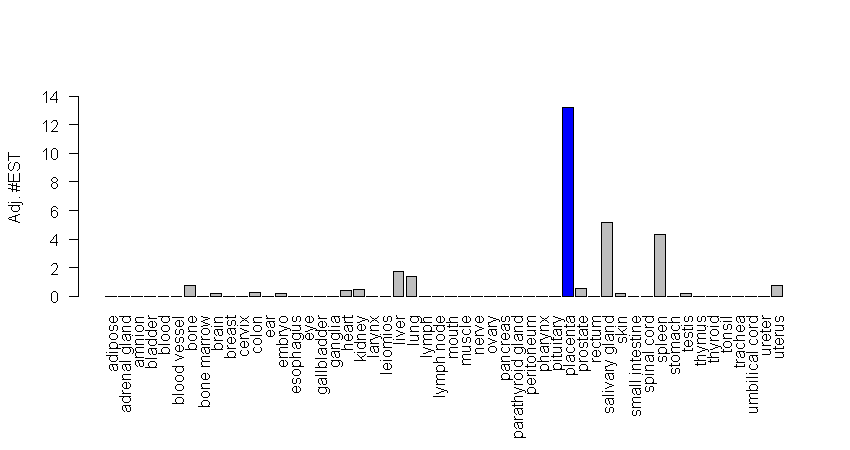 Adj. #EST
14
12
10
8
6
4
2
0
adipose
adrenal gland
amnion
bladder
blood
blood vessel
bone
bone marrow
brain
breast
cervix
colon
ear
embryo
esophagus
eye
gallbladder
ganglia
heart
kidney
larynx
leiomios
liver
lung
lymph
lymph node
mouth
muscle
nerve
ovary
pancreas
parathyroid gland
peritoneum
pharynx
pituitary
placenta
prostate
rectum
salivary gland
skin
small intestine
spinal cord
spleen
stomach
testis
thymus
thyroid
tonsil
trachea
umbilical cord
ureter
uterus